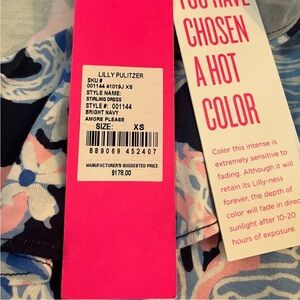 LILLY PULITZER
SKU #
001144 41019J XS
STYLE NAME:
STIRLING DRESS
STYLE #: 001144
BRIGHT NAVY
AMORE PLEASE
SIZE: XS
889069 452407
MANUFACTURER'S SUGGESTED PRICE
$178.00
YOU HAVE
CHOSEN
A HOT
COLOR
Color this intense is
extremely sensitive to
fading. Although it will
retain its Lilly-ness
forever, the depth of
color will fade in direc
sunlight after 10-20
hours of exposure.